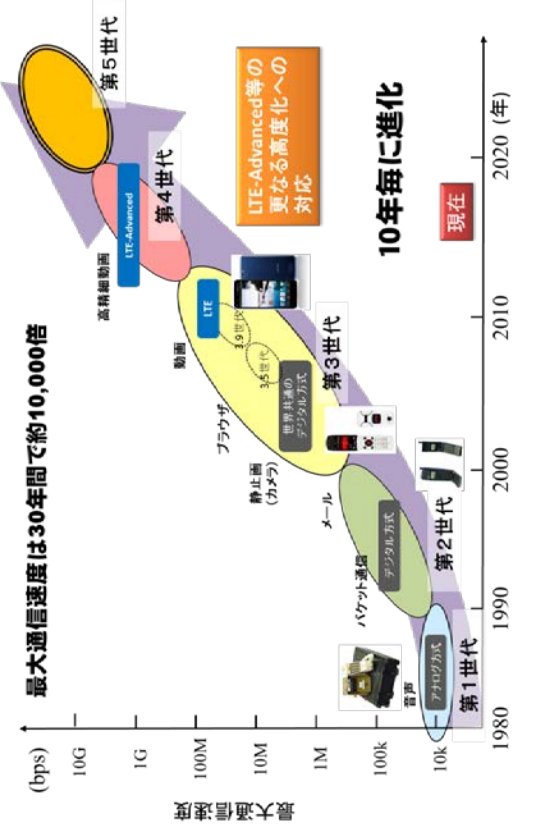 最大通信速度は30年間で約10,000倍
(bps)
10G
1G
100M
10M
1M
100k
10k
最大通信速度
第5世代
LTE-Advanced等の
更なる高度化への
対応
高精細動画
LTE-Advanced
第4世代
10年毎に進化
動画
LTE
3.9世代
3.5世代
ブラウザ
世界共通の
デジタル方式
第3世代
静止画
(カメラ)
メール
パケット通信
デジタル方式
第2世代
音声
アナログ方式
第1世代
現在
1980
1990
2000
2010
2020
(年)